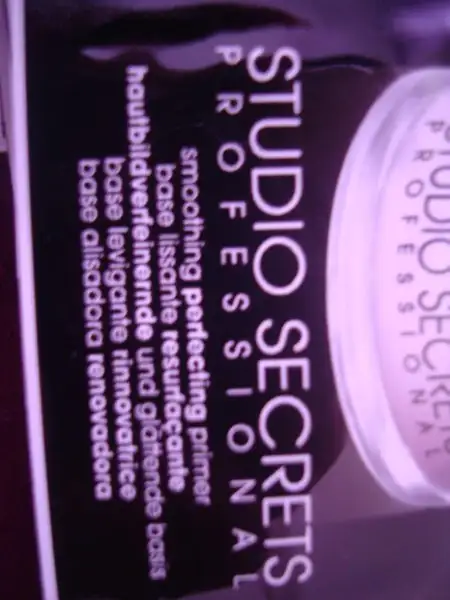 STUDIO SECRETS
PROFESSIONAL
smoothing perfecting primer
base lissante resurfaçante
hautbildverfeinernde und glättende basis
base levigante rinnovatrice
base alisadora renovadora
STUDIO SECRETS
PROFESSIONAL